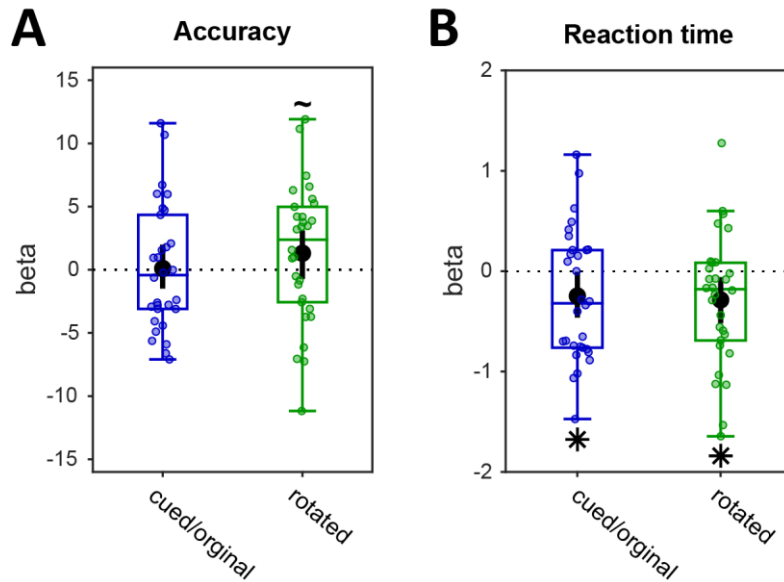 A
Accuracy
beta
15
10
5
0
-5
-10
-15
~
cued/orginal
rotated
B
Reaction time
beta
2
1
0
-1
-2
cued/orginal
rotated